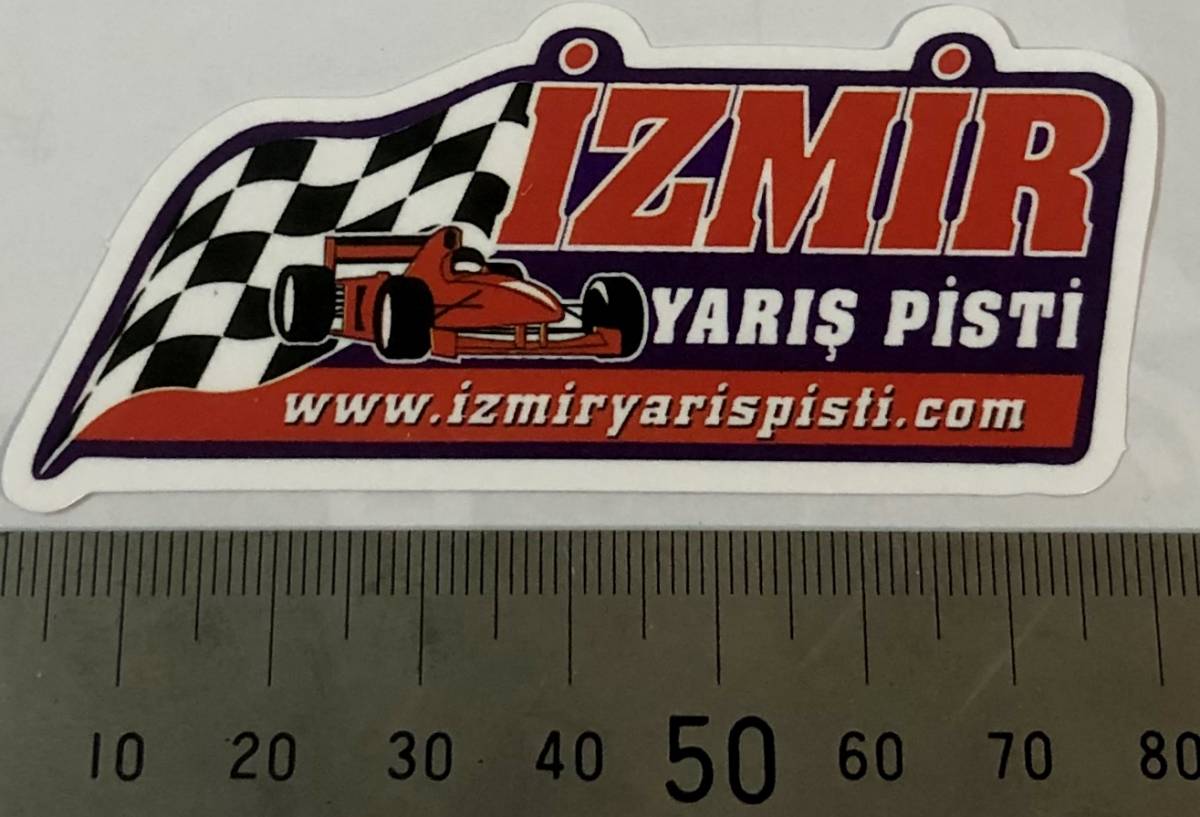 İZMİR
YARIŞ PİSTİ
www.izmiryarispisti.com
10 20 30 40 50 60 70 80